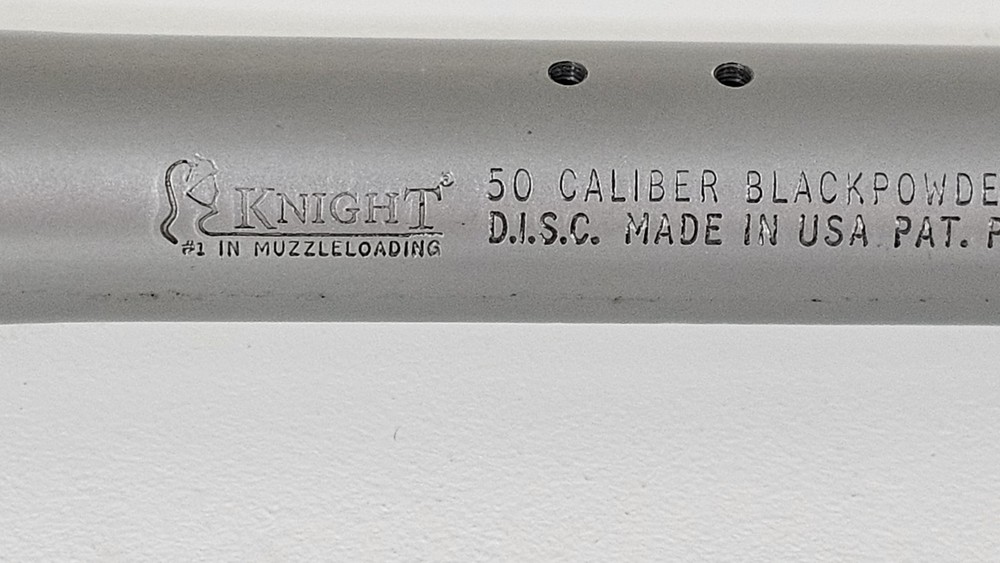 KNIGHT®
#1 IN MUZZLELOADING
50 CALIBER BLACKPOWDE
D.I.S.C. MADE IN USA PAT. P